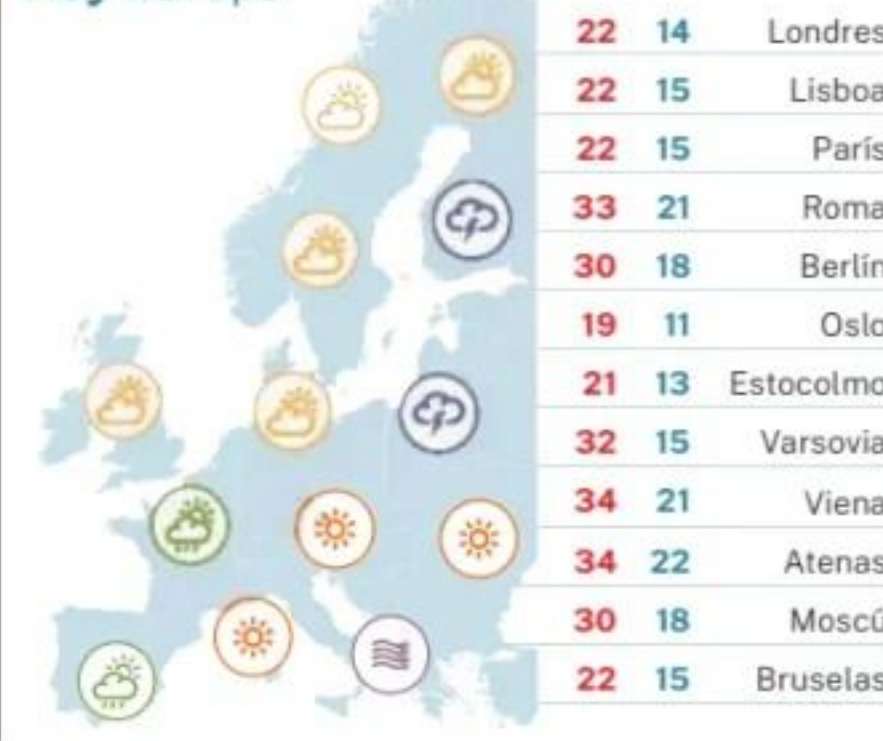 22 14 Londres
22 15 Lisboa
22 15 París
33 21 Roma
30 18 Berlín
19 11 Oslo
21 13 Estocolmo
32 15 Varsovia
34 21 Viena
34 22 Atenas
30 18 Moscú
22 15 Bruselas